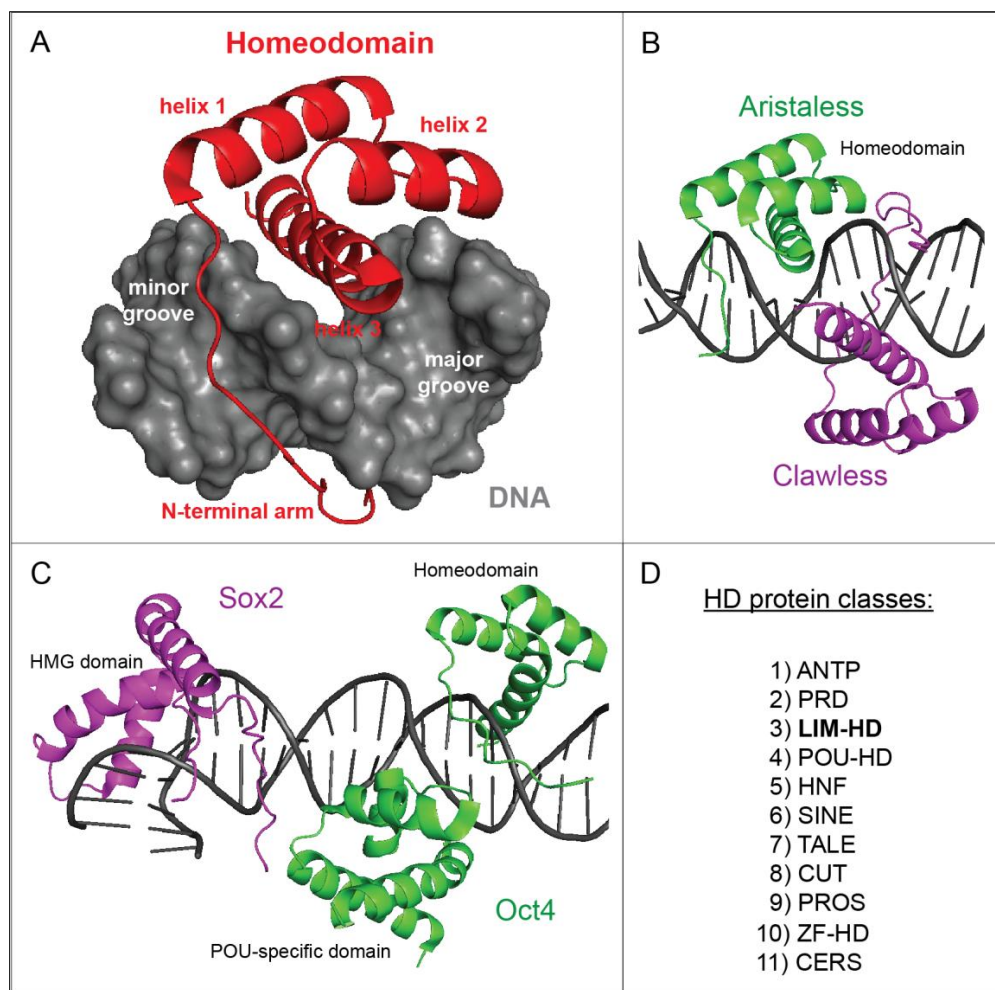 A
Homeodomain
helix 1
helix 2
minor
groove
helix 3
major
groove
N-terminal arm
DNA
B
Aristaless
Homeodomain
Clawless
C
Sox2
HMG domain
Homeodomain
Oct4
POU-specific domain
D
HD protein classes:
1) ANTP
2) PRD
3) LIM-HD
4) POU-HD
5) HNF
6) SINE
7) TALE
8) CUT
9) PROS
10) ZF-HD
11) CERS